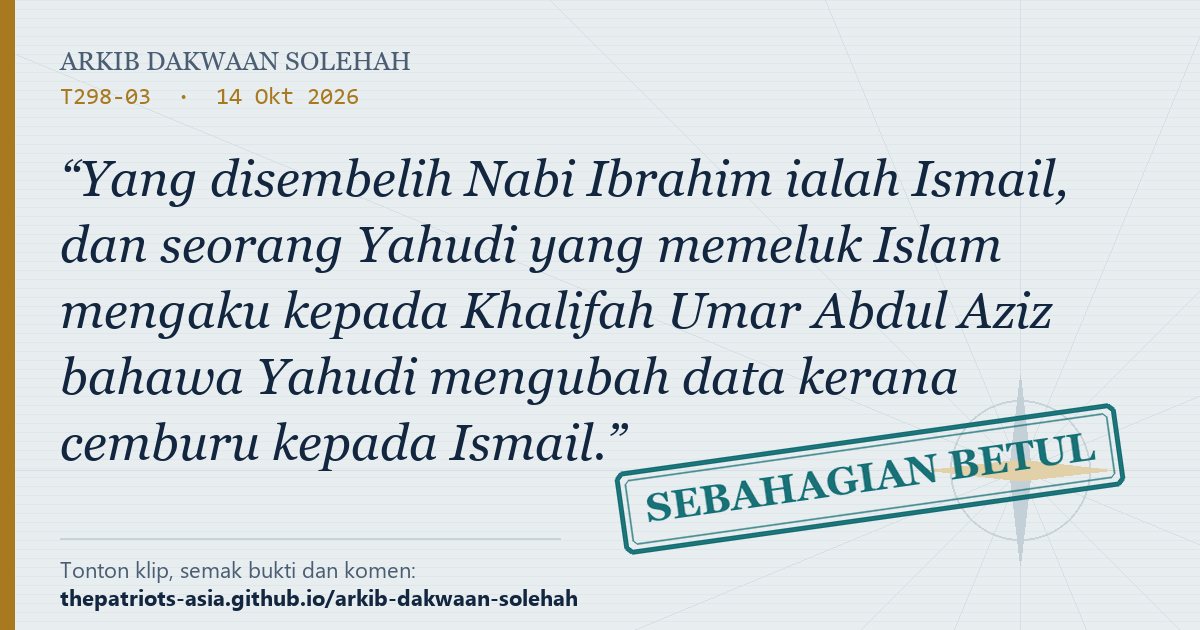 ARKIB DAKWAAN SOLEHAH
T298-03 · 14 Okt 2026
“Yang disembelih Nabi Ibrahim ialah Ismail,
dan seorang Yahudi yang memeluk Islam
mengaku kepada Khalifah Umar Abdul Aziz
bahawa Yahudi mengubah data kerana
cemburu kepada Ismail.”
SEBAHAGIAN BETUL
Tonton klip, semak bukti dan komen:
thepatriots-asia.github.io/arkib-dakwaan-solehah